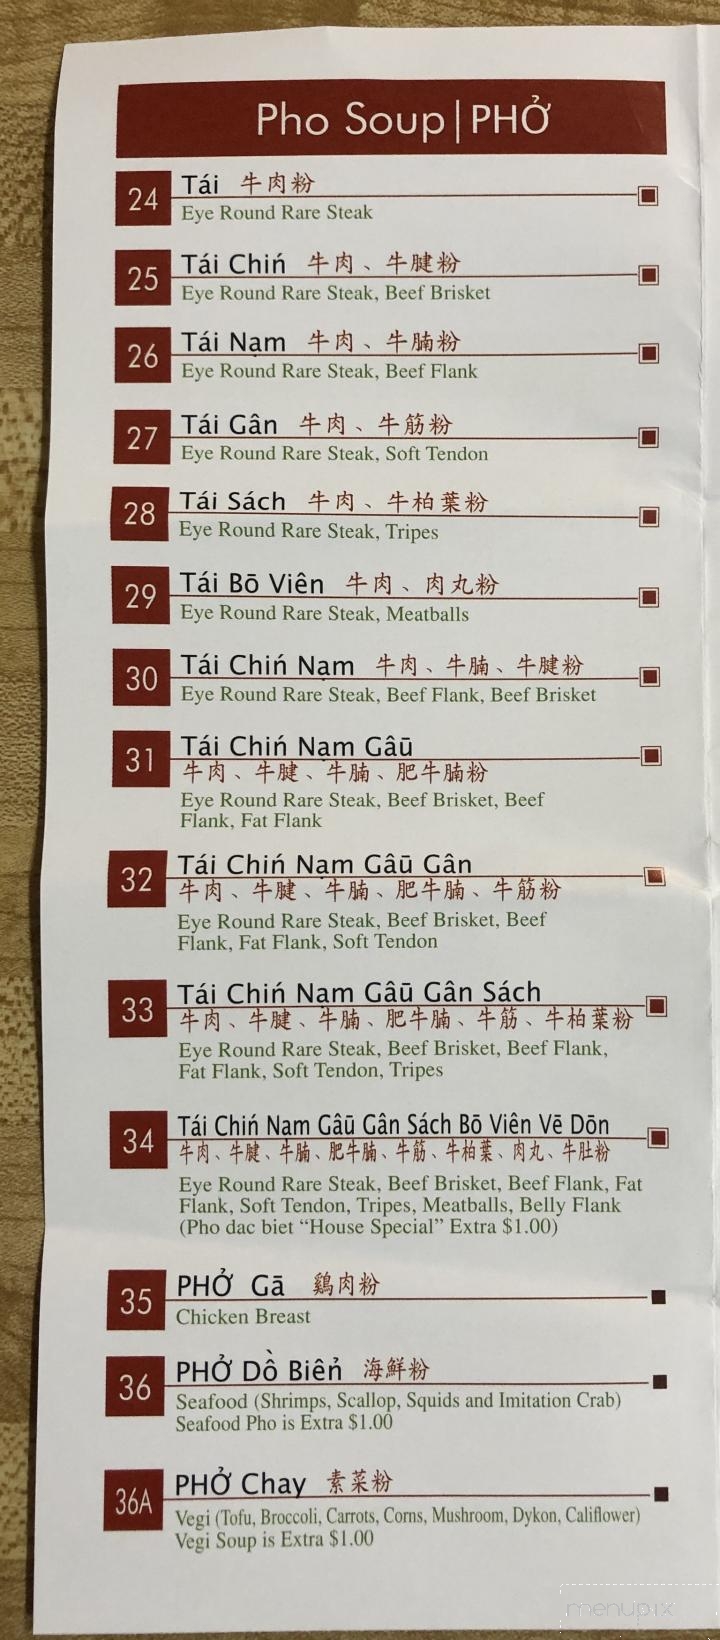 Pho Soup|PHỞ
24 Tái 牛肉粉
Eye Round Rare Steak
25 Tái Chiń 牛肉、牛腱粉
Eye Round Rare Steak, Beef Brisket
26 Tái Nạm 牛肉、牛腩粉
Eye Round Rare Steak, Beef Flank
27 Tái Gân 牛肉、牛筋粉
Eye Round Rare Steak, Soft Tendon
28 Tái Sách 牛肉、牛柏葉粉
Eye Round Rare Steak, Tripes
29 Tái Bō Viên 牛肉、肉丸粉
Eye Round Rare Steak, Meatballs
30 Tái Chiń Nạm 牛肉、牛腩、牛腱粉
Eye Round Rare Steak, Beef Flank, Beef Brisket
31 Tái Chiń Nạm Gâū
牛肉、牛腱、牛腩、肥牛腩粉
Eye Round Rare Steak, Beef Brisket, Beef
Flank, Fat Flank
32 Tái Chiń Nạm Gâū Gân
牛肉、牛腱、牛腩、肥牛腩、牛筋粉
Eye Round Rare Steak, Beef Brisket, Beef
Flank, Fat Flank, Soft Tendon
33 Tái Chiń Nạm Gâū Gân Sách
牛肉、牛腱、牛腩、肥牛腩、牛筋、牛柏葉粉
Eye Round Rare Steak, Beef Brisket, Beef Flank,
Fat Flank, Soft Tendon, Tripes
34 Tái Chiń Nạm Gâū Gân Sách Bō Viên Vē Dōn
牛肉、牛腱、牛腩、肥牛腩、牛筋、牛柏葉、肉丸、牛肚粉
Eye Round Rare Steak, Beef Brisket, Beef Flank, Fat
Flank, Soft Tendon, Tripes, Meatballs, Belly Flank
(Pho dac biet “House Special” Extra $1.00)
35 PHỞ Gā 鷄肉粉
Chicken Breast
36 PHỞ Dồ Biên̉ 海鮮粉
Seafood (Shrimps, Scallop, Squids and Imitation Crab)
Seafood Pho is Extra $1.00
36A PHỞ Chay 素菜粉
Vegi (Tofu, Broccoli, Carrots, Corns, Mushroom, Dykon, Califlower)
Vegi Soup is Extra $1.00
menupix